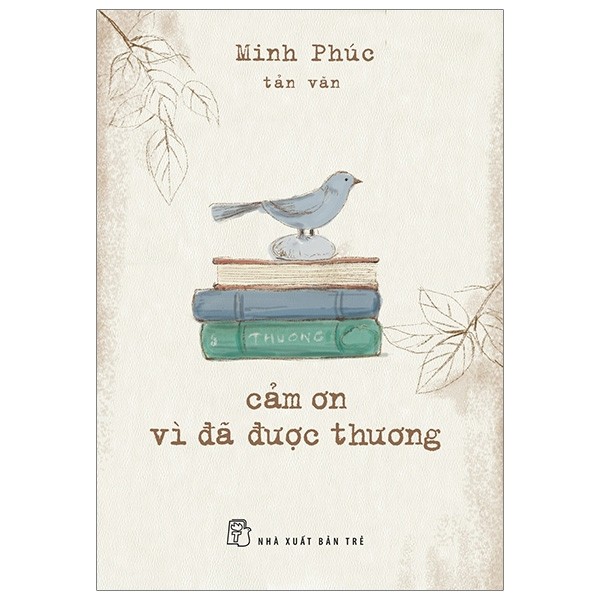 Minh Phúc
tản văn
THUONG
cảm ơn
vì đã được thương
NHÀ XUẤT BẢN TRẺ